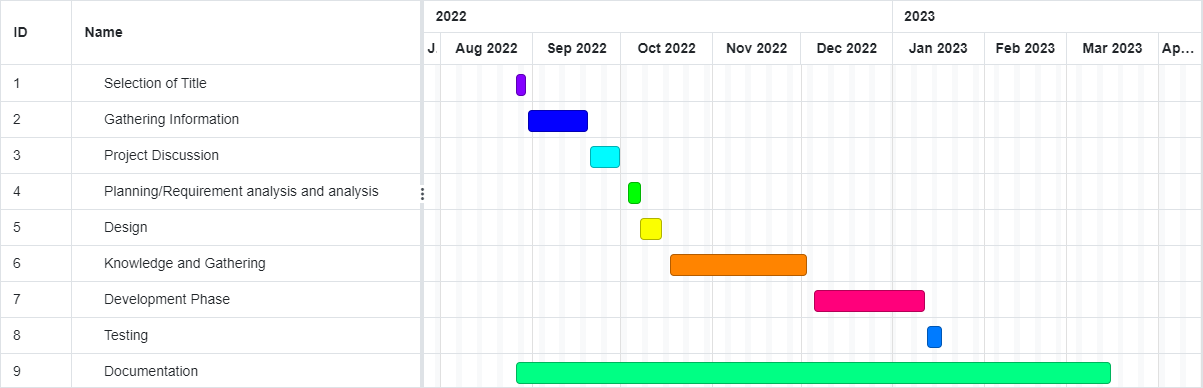 ID Name 2022 2023
J Aug 2022 Sep 2022 Oct 2022 Nov 2022 Dec 2022 Jan 2023 Feb 2023 Mar 2023 Ap...
1 Selection of Title
2 Gathering Information
3 Project Discussion
4 Planning/Requirement analysis and analysis
5 Design
6 Knowledge and Gathering
7 Development Phase
8 Testing
9 Documentation